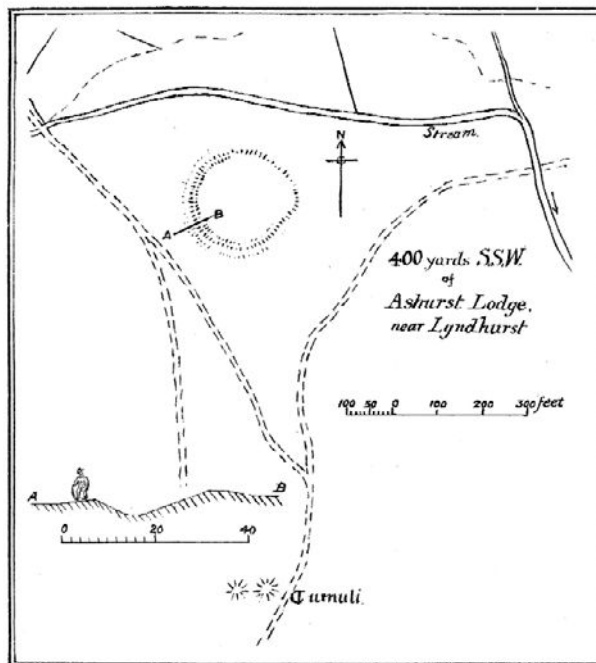 Stream.
N
A B
400 yards S.S.W.
of
Ashurst Lodge,
near Lyndhurst
100 50 0 100 200 300 feet
A B
0 20 40
Tumuli.